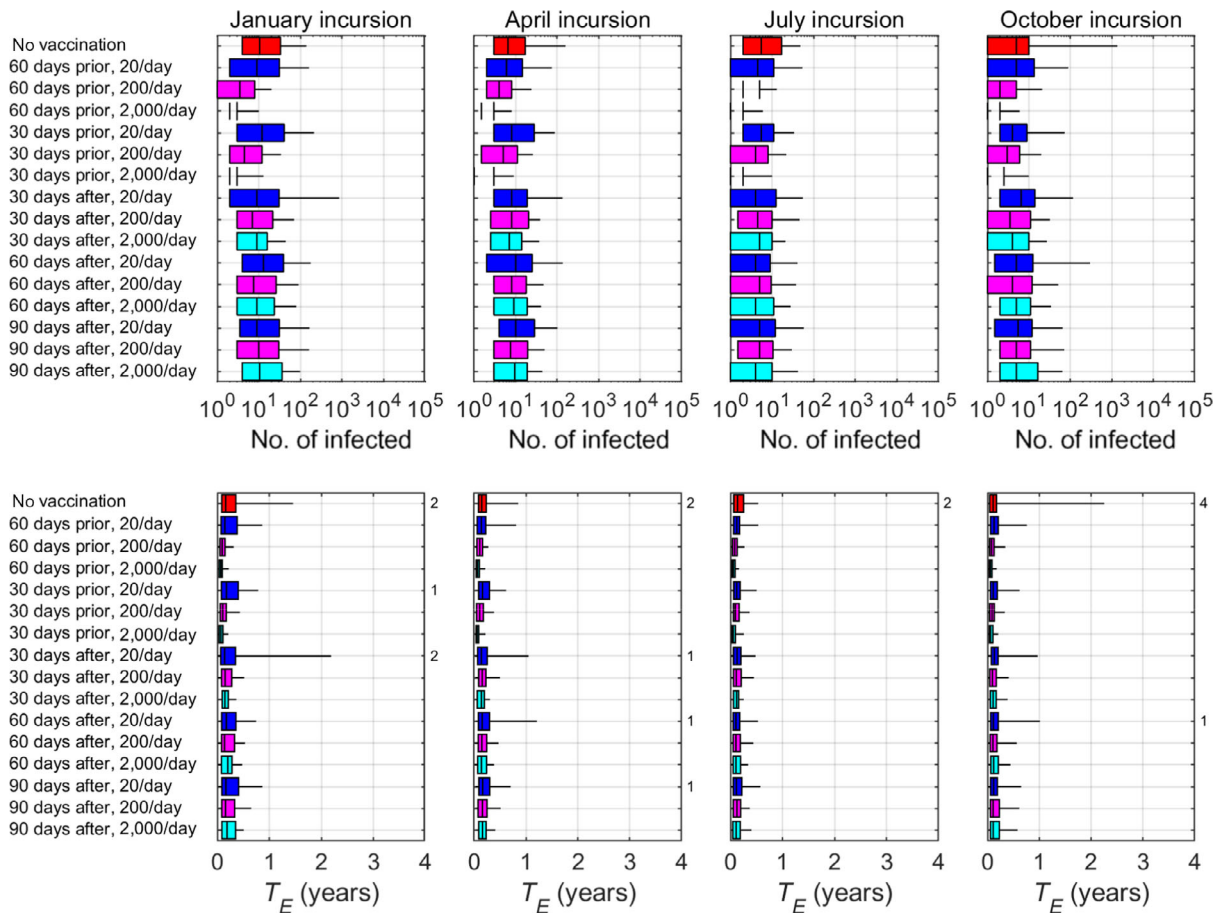 January incursion April incursion July incursion October incursion
No vaccination
60 days prior, 20/day
60 days prior, 200/day
60 days prior, 2,000/day
30 days prior, 20/day
30 days prior, 200/day
30 days prior, 2,000/day
30 days after, 20/day
30 days after, 200/day
30 days after, 2,000/day
60 days after, 20/day
60 days after, 200/day
60 days after, 2,000/day
90 days after, 20/day
90 days after, 200/day
90 days after, 2,000/day
10^0 10^1 10^2 10^3 10^4 10^5 10^0 10^1 10^2 10^3 10^4 10^5 10^0 10^1 10^2 10^3 10^4 10^5 10^0 10^1 10^2 10^3 10^4 10^5
No. of infected No. of infected No. of infected No. of infected
No vaccination 2 2 2 4
60 days prior, 20/day
60 days prior, 200/day
60 days prior, 2,000/day
30 days prior, 20/day 1
30 days prior, 200/day
30 days prior, 2,000/day
30 days after, 20/day 2 1
30 days after, 200/day
30 days after, 2,000/day
60 days after, 20/day 1 1
60 days after, 200/day
60 days after, 2,000/day
90 days after, 20/day 1
90 days after, 200/day
90 days after, 2,000/day
0 1 2 3 4 0 1 2 3 4 0 1 2 3 4 0 1 2 3 4
T_E (years) T_E (years) T_E (years) T_E (years)